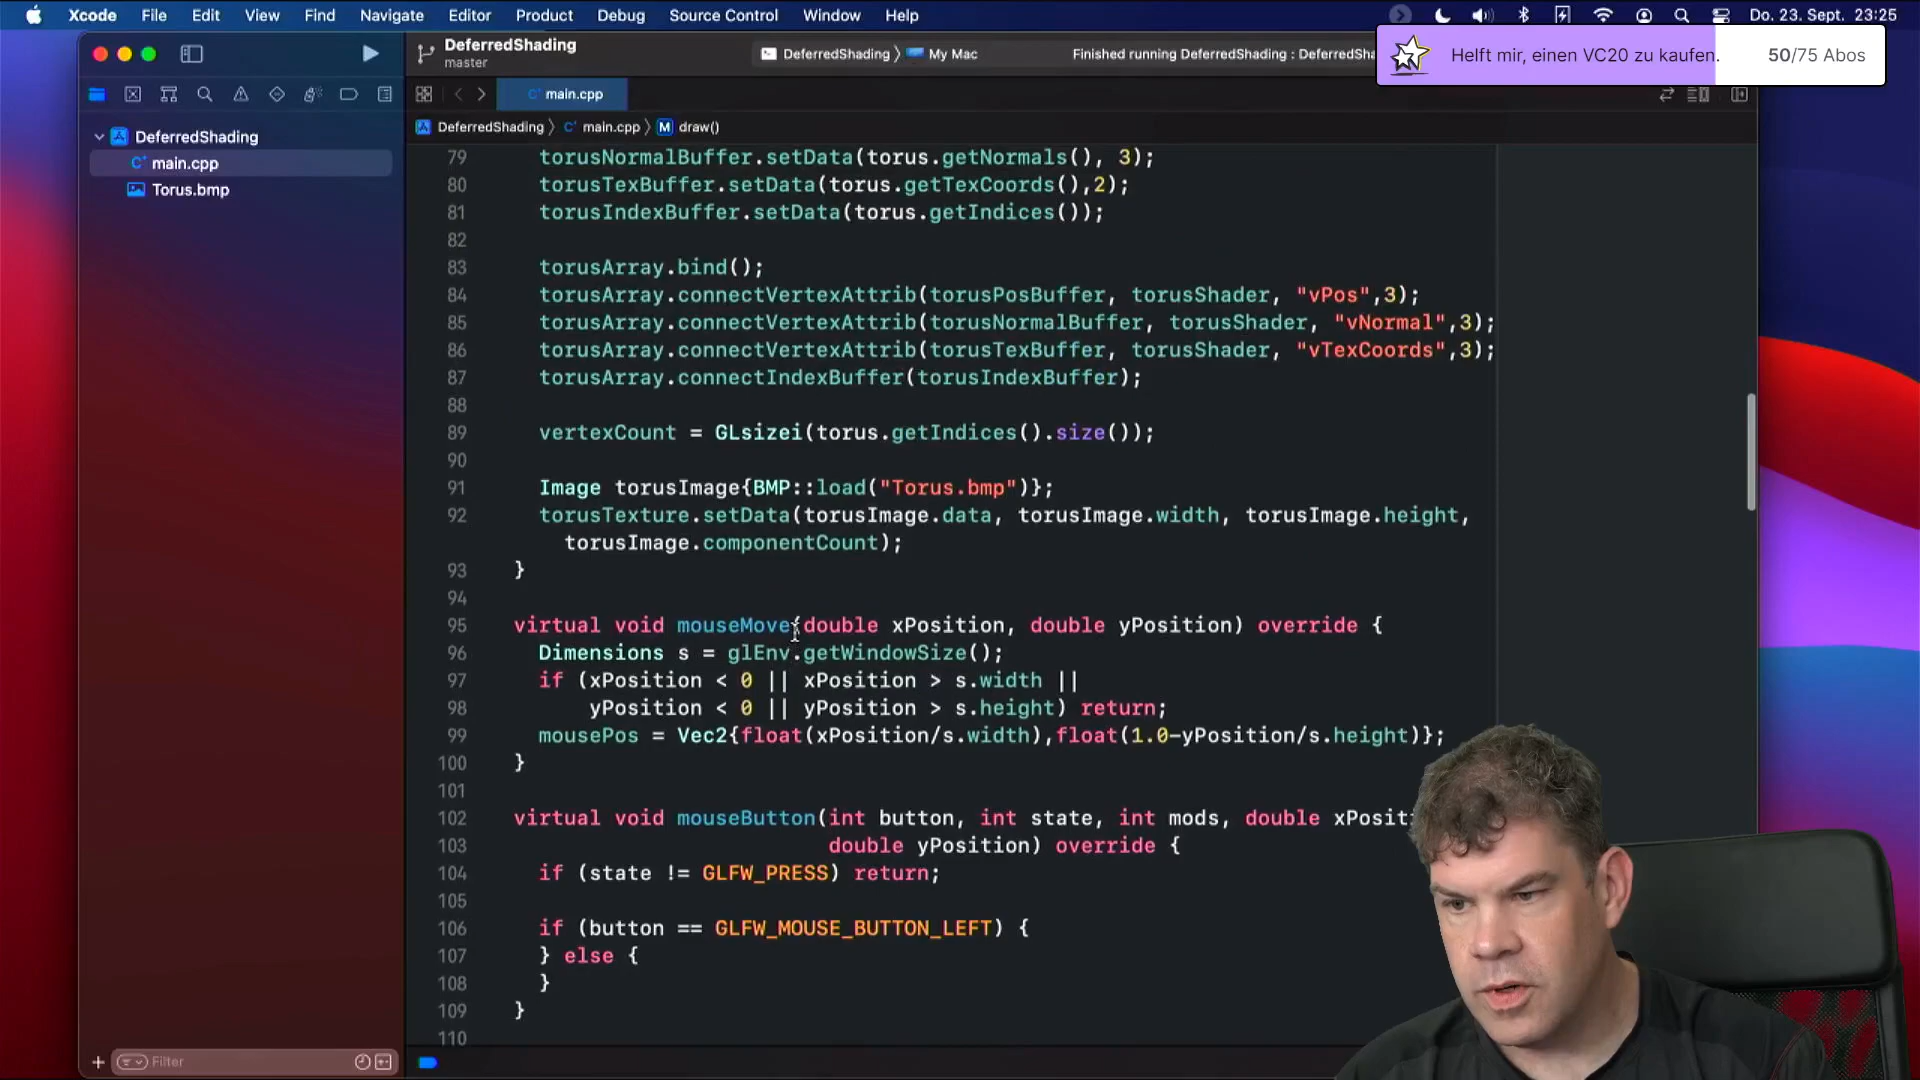 Xcode File Edit View Find Navigate Editor Product Debug Source Control Window Help Do. 23. Sept. 23:25
DeferredShading
master
DeferredShading My Mac
Finished running DeferredShading : DeferredSha
Helft mir, einen VC20 zu kaufen. 50/75 Abos
main.cpp
DeferredShading main.cpp M draw()
DeferredShading
main.cpp
Torus.bmp
79 torusNormalBuffer.setData(torus.getNormals(), 3);
80 torusTexBuffer.setData(torus.getTexCoords(),2);
81 torusIndexBuffer.setData(torus.getIndices());
82
83 torusArray.bind();
84 torusArray.connectVertexAttrib(torusPosBuffer, torusShader, "vPos",3);
85 torusArray.connectVertexAttrib(torusNormalBuffer, torusShader, "vNormal",3);
86 torusArray.connectVertexAttrib(torusTexBuffer, torusShader, "vTexCoords",3);
87 torusArray.connectIndexBuffer(torusIndexBuffer);
88
89 vertexCount = GLsizei(torus.getIndices().size());
90
91 Image torusImage{BMP::load("Torus.bmp")};
92 torusTexture.setData(torusImage.data, torusImage.width, torusImage.height,
torusImage.componentCount);
93 }
94
95 virtual void mouseMove(double xPosition, double yPosition) override {
96 Dimensions s = glEnv.getWindowSize();
97 if (xPosition < 0 || xPosition > s.width ||
98 yPosition < 0 || yPosition > s.height) return;
99 mousePos = Vec2{float(xPosition/s.width),float(1.0-yPosition/s.height)};
100 }
101
102 virtual void mouseButton(int button, int state, int mods, double xPositi
103 double yPosition) override {
104 if (state != GLFW_PRESS) return;
105
106 if (button == GLFW_MOUSE_BUTTON_LEFT) {
107 } else {
108 }
109 }
110
Filter